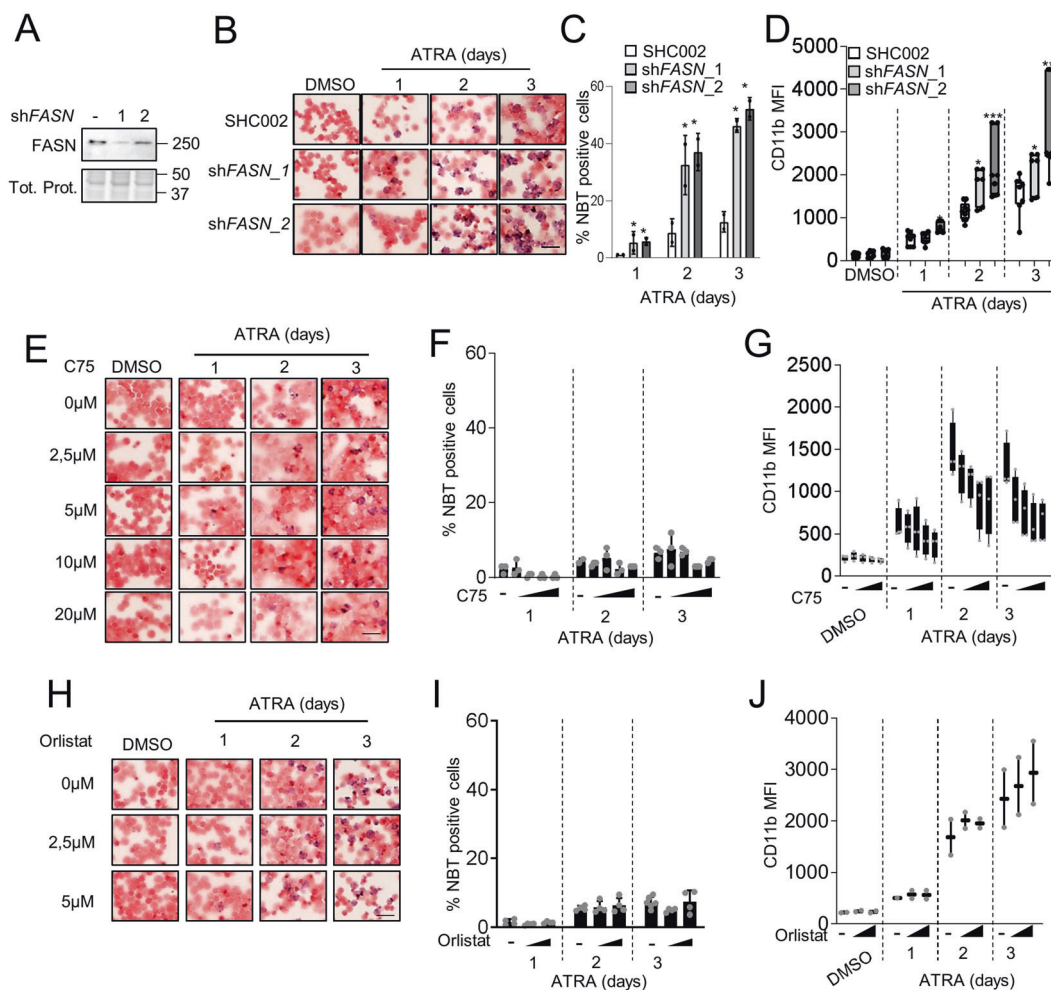 A
shFASN - 1 2
FASN
250
Tot. Prot.
50
37
B
ATRA (days)
DMSO 1 2 3
SHC002
shFASN_1
shFASN_2
C
SHC002
shFASN_1
shFASN_2
% NBT positive cells
60
40
20
0
* * * * * *
1 2 3
ATRA (days)
D
SHC002
shFASN_1
shFASN_2
CD11b MFI
5000
4000
3000
2000
1000
0
* * *** * **
DMSO 1 2 3
ATRA (days)
E
ATRA (days)
C75 DMSO 1 2 3
0µM
2,5µM
5µM
10µM
20µM
F
% NBT positive cells
60
40
20
0
C75 - - -
1 2 3
ATRA (days)
G
CD11b MFI
2500
2000
1500
1000
500
0
C75 - - - -
DMSO 1 2 3
ATRA (days)
H
ATRA (days)
Orlistat DMSO 1 2 3
0µM
2,5µM
5µM
I
% NBT positive cells
60
40
20
0
Orlistat - - -
1 2 3
ATRA (days)
J
CD11b MFI
4000
3000
2000
1000
0
Orlistat - - - -
DMSO 1 2 3
ATRA (days)